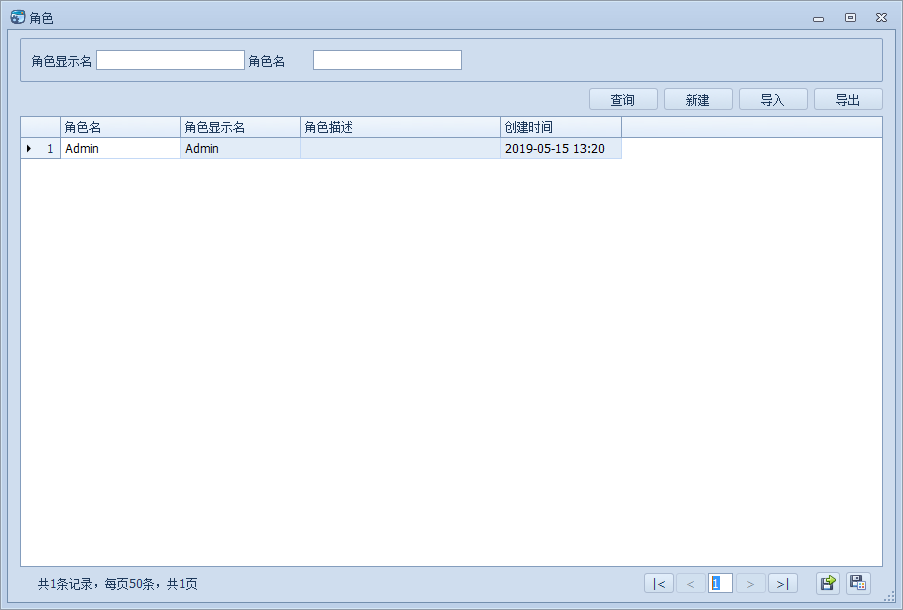 角色
角色显示名 角色名
查询 新建 导入 导出
角色名 角色显示名 角色描述 创建时间
1 Admin Admin 2019-05-15 13:20
共1条记录，每页50条，共1页 |< < 1 > >|